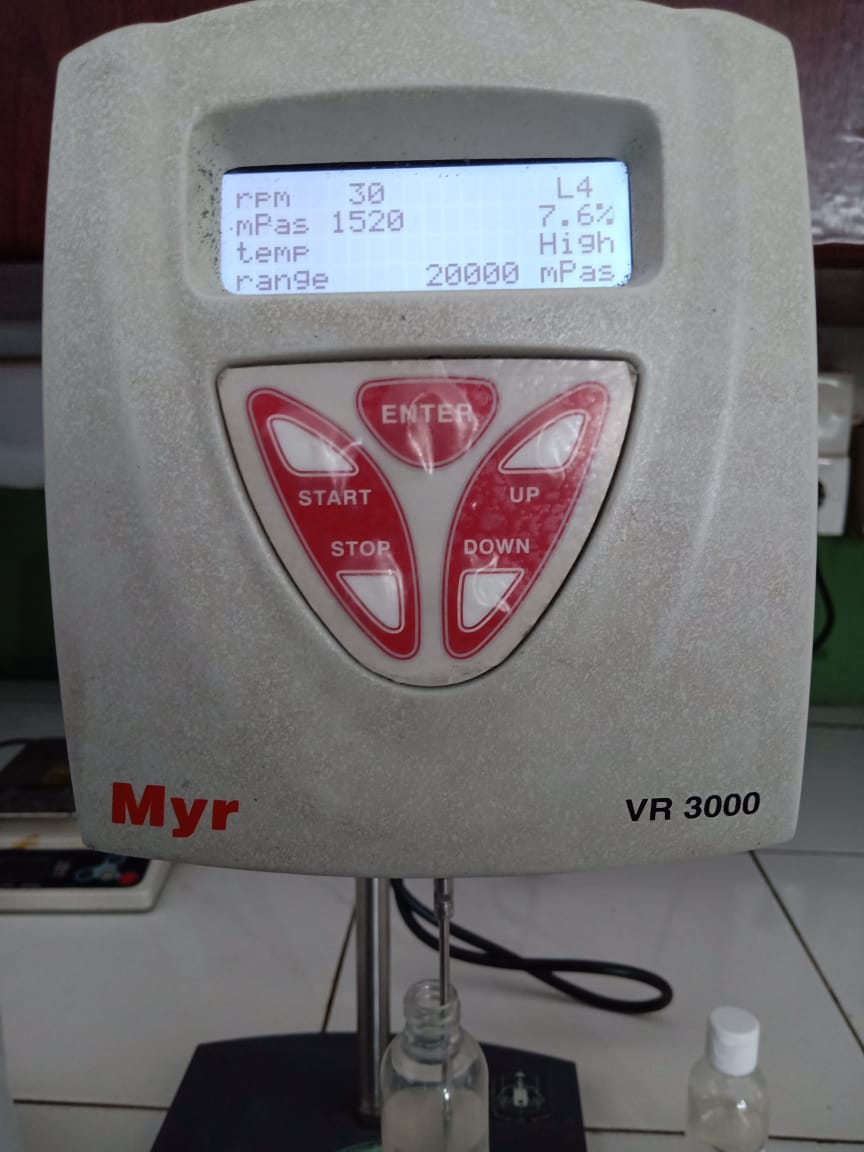 rpm 30 L4
mPas 1520 7.6%
temp High
range 20000 mPas
ENTER
START UP
STOP DOWN
Myr VR 3000